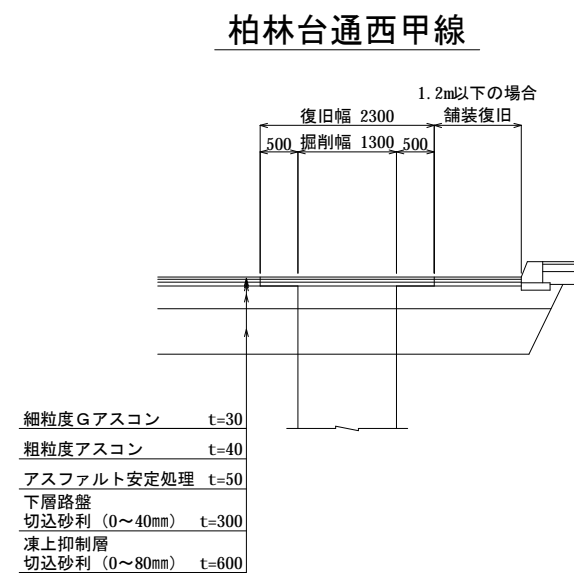 柏林台通西甲線
1.2m以下の場合
舗装復旧
復旧幅 2300
500 掘削幅 1300 500
細粒度Gアスコン t=30
粗粒度アスコン t=40
アスファルト安定処理 t=50
下層路盤
切込砂利（0～40㎜） t=300
凍上抑制層
切込砂利（0～80㎜） t=600